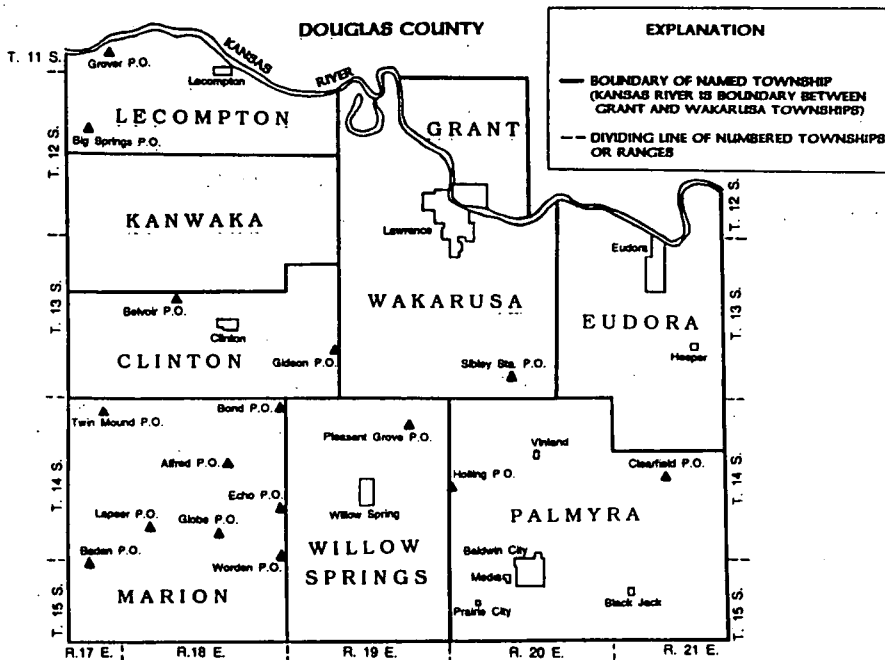 DOUGLAS COUNTY
EXPLANATION
BOUNDARY OF NAMED TOWNSHIP
(KANSAS RIVER IS BOUNDARY BETWEEN
GRANT AND WAKARUSA TOWNSHIPS)
DIVIDING LINE OF NUMBERED TOWNSHIPS
OR RANGES
T. 11 S.
T. 12 S.
T. 13 S.
T. 14 S.
T. 15 S.
KANSAS
RIVER
Grover P.O.
Lecompton
LECOMPTON
Big Springs P.O.
GRANT
KANWAKA
Lawrence
WAKARUSA
Eudora
EUDORA
Hesper
Belvoir P.O.
Clinton
CLINTON
Gideon P.O.
Sibley Sta. P.O.
T. 12 S.
T. 13 S.
T. 14 S.
T. 15 S.
Twin Mound P.O.
Bond P.O.
Alfred P.O.
Echo P.O.
Lapeer P.O.
Globe P.O.
Baden P.O.
Worden P.O.
MARION
Pleasant Grove P.O.
Willow Spring
WILLOW
SPRINGS
Vinland
Holling P.O.
Clearfield P.O.
PALMYRA
Baldwin City
Media
Prairie City
Black Jack
R.17 E.
R.18 E.
R. 19 E.
R. 20 E.
R. 21 E.